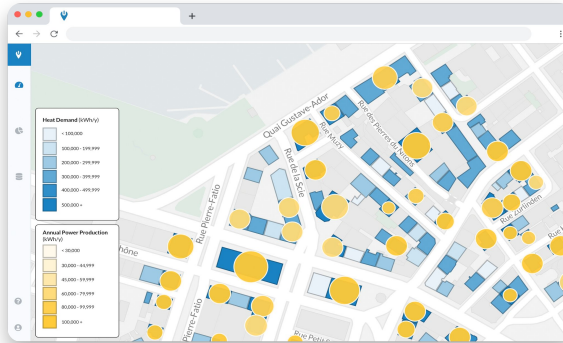 Quai Gustave-Ador
Rue Muzy
Rue des Pierres du Nitons
Rue de la Scie
Heat Demand (kWh/y)
< 100,000
100,000 - 199,999
200,000 - 299,999
300,000 - 399,999
400,000 - 499,999
500,000 +
Rue Pierre-Fatio
Rue Zurlinden
Annual Power Production
(kWh/y)
< 30,000
30,000 - 44,999
45,000 - 59,999
60,000 - 79,999
80,000 - 99,999
100,000 +
hône
Pierre-Fatio
Rue Petit